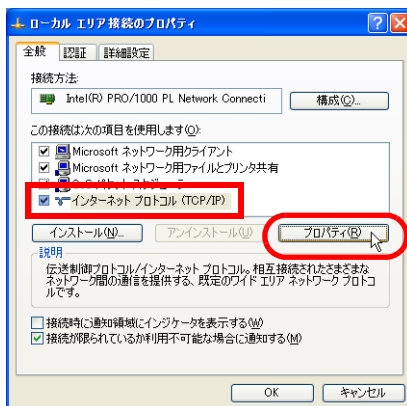 ローカル エリア接続のプロパティ
全般 認証 詳細設定
接続方法:
Intel(R) PRO/1000 PL Network Connecti
構成(C)...
この接続は次の項目を使用します(O):
Microsoft ネットワーク用クライアント
Microsoft ネットワーク用ファイルとプリンタ共有
インターネット プロトコル (TCP/IP)
インストール(N)... アンインストール(U) プロパティ(R)
説明
伝送制御プロトコル/インターネット プロトコル。相互接続されたさまざまな
ネットワーク間の通信を提供する、既定のワイド エリア ネットワーク プロトコ
ルです。
接続時に通知領域にインジケータを表示する(W)
接続が限られているか利用不可能な場合に通知する(M)
OK キャンセル